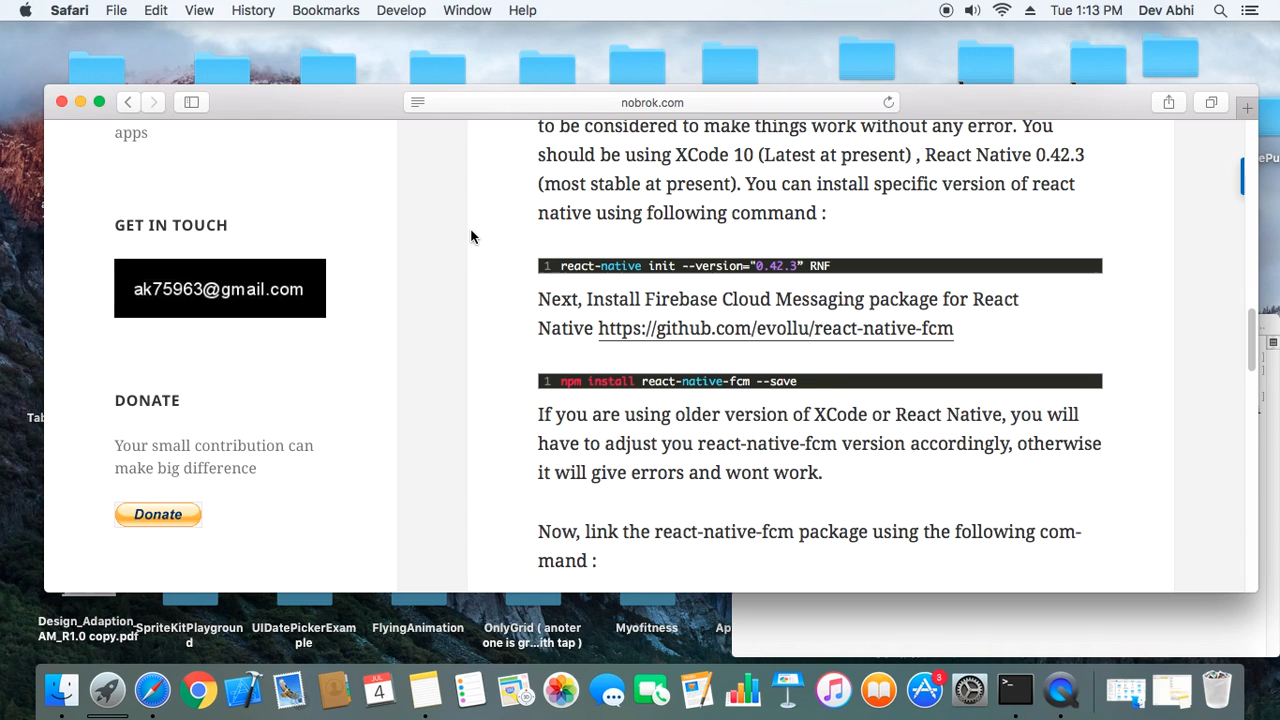 Safari File Edit View History Bookmarks Develop Window Help Tue 1:13 PM Dev Abhi
nobrok.com
apps
GET IN TOUCH
ak75963@gmail.com
DONATE
Your small contribution can
make big difference
Donate
to be considered to make things work without any error. You
should be using XCode 10 (Latest at present) , React Native 0.42.3
(most stable at present). You can install specific version of react
native using following command :
1 react-native init --version="0.42.3” RNF
Next, Install Firebase Cloud Messaging package for React
Native https://github.com/evollu/react-native-fcm
1 npm install react-native-fcm --save
If you are using older version of XCode or React Native, you will
have to adjust you react-native-fcm version accordingly, otherwise
it will give errors and wont work.
Now, link the react-native-fcm package using the following com-
mand :
Design_Adaption
AM_R1.0 copy.pdf
SpriteKitPlaygroun
d
UIDatePickerExam
ple
FlyingAnimation
OnlyGrid ( anoter
one is gr...ith tap )
Myofitness
JUL
4
3